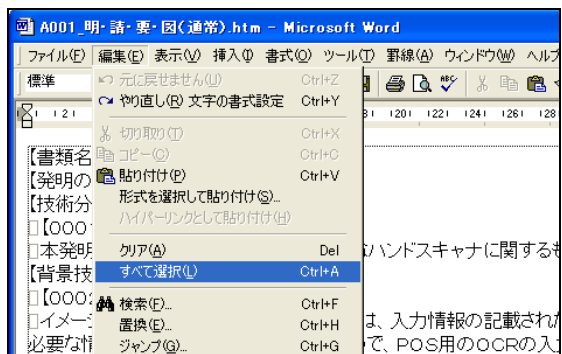 A001_明・請・要・図(通常).htm - Microsoft Word
ファイル(F) 編集(E) 表示(V) 挿入(I) 書式(O) ツール(T) 罫線(A) ウィンドウ(W) ヘルプ
標準
元に戻せません(U) Ctrl+Z
やり直し(R) 文字の書式設定 Ctrl+Y
切り取り(T) Ctrl+X
コピー(C) Ctrl+C
貼り付け(P) Ctrl+V
形式を選択して貼り付け(S)...
ハイパーリンクとして貼り付け(H)
クリア(A) Del
すべて選択(L) Ctrl+A
検索(F)... Ctrl+F
置換(E)... Ctrl+H
ジャンプ(G)... Ctrl+G
121
1201 1221 1241 1261 128
【書類名
【発明の
【技術分
【000
本発明 ハンドスキャナに関するも
【背景技
【0002
イメー は、入力情報の記載され
必要な情 で、POS用のOCRの入